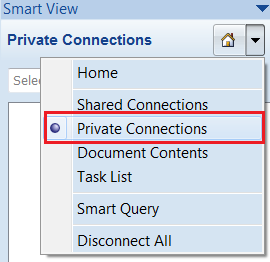 Smart View
Private Connections
Selec
Home
Shared Connections
Private Connections
Document Contents
Task List
Smart Query
Disconnect All